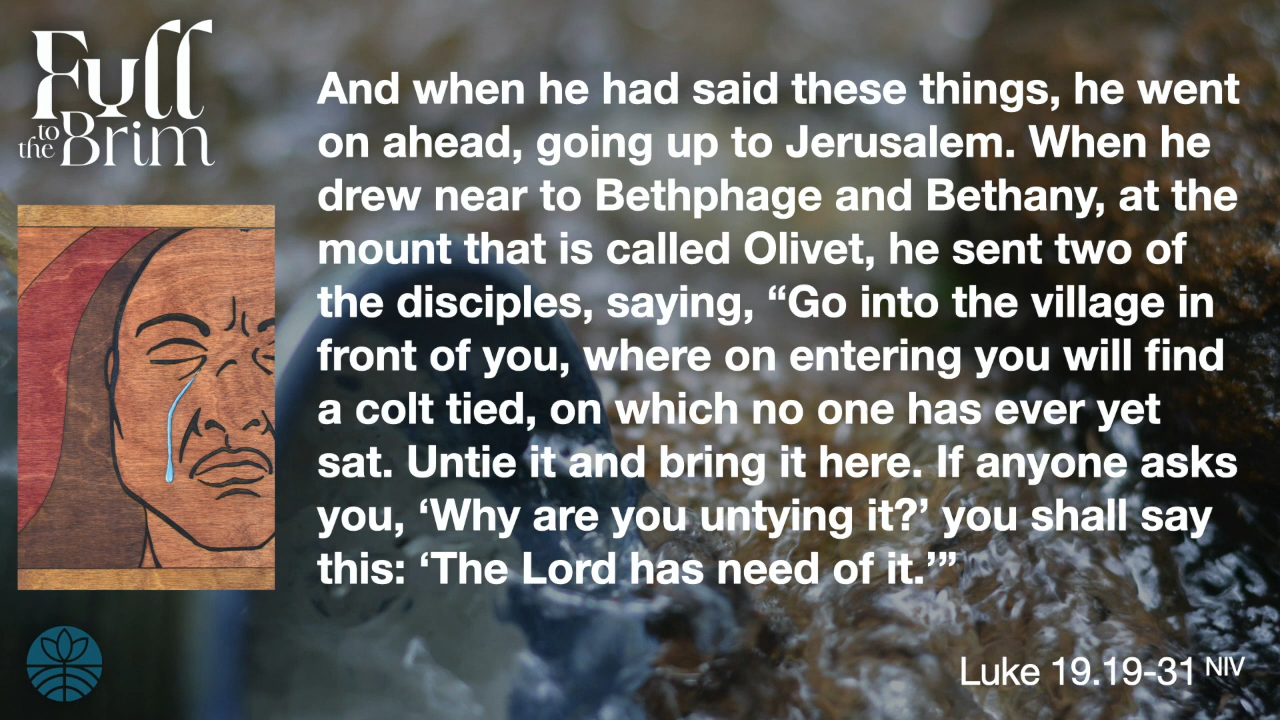 Full
to
the Brim
And when he had said these things, he went
on ahead, going up to Jerusalem. When he
drew near to Bethphage and Bethany, at the
mount that is called Olivet, he sent two of
the disciples, saying, “Go into the village in
front of you, where on entering you will find
a colt tied, on which no one has ever yet
sat. Untie it and bring it here. If anyone asks
you, ‘Why are you untying it?’ you shall say
this: ‘The Lord has need of it.’”
Luke 19.19-31 NIV